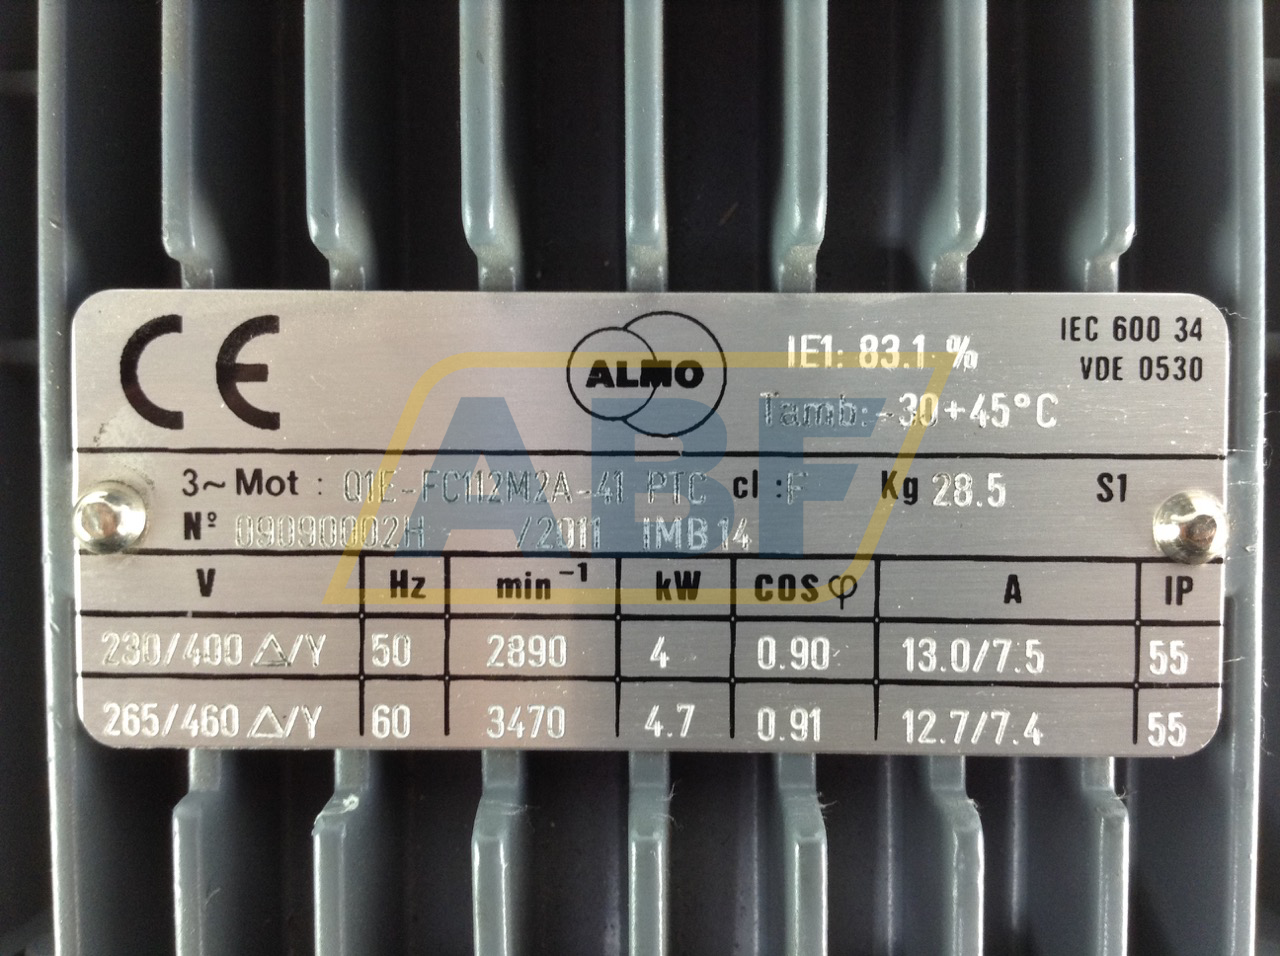 CE
ALMO
IE1: 83.1 %
IEC 600 34
VDE 0530
Tamb: -30+45°C
ABF
3~Mot : Q1E-FC112M2A-41 PTC cl : F Kg 28.5 S1
Nº 09090002H /2011 IMB14
V Hz min⁻¹ kW cos φ A IP
230/400 △/Y 50 2890 4 0.90 13.0/7.5 55
265/460 △/Y 60 3470 4.7 0.91 12.7/7.4 55